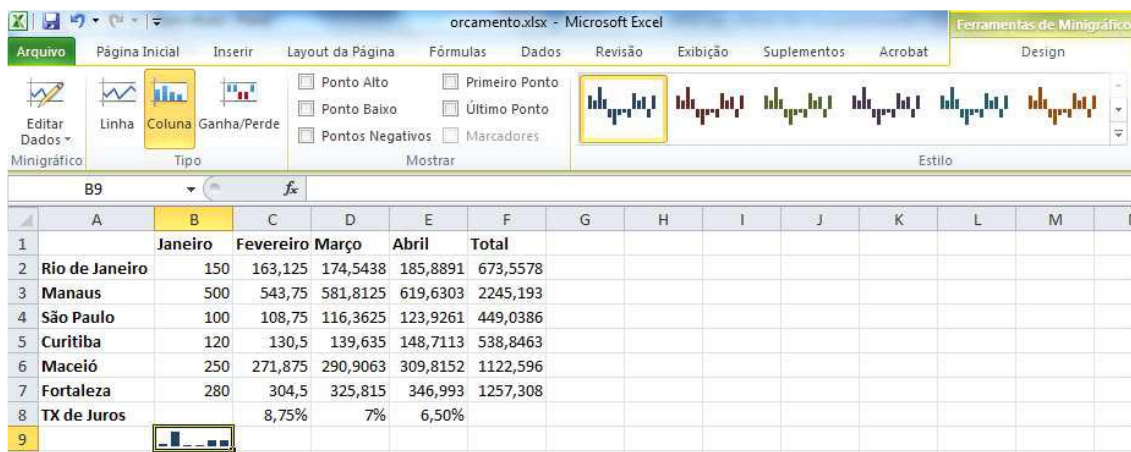 orcamento.xlsx - Microsoft Excel
Ferramentas de Minigráfico
Arquivo Página Inicial Inserir Layout da Página Fórmulas Dados Revisão Exibição Suplementos Acrobat Design
Editar Dados
Linha Coluna Ganha/Perde
Ponto Alto Primeiro Ponto
Ponto Baixo Último Ponto
Pontos Negativos Marcadores
Minigráfico Tipo Mostrar Estilo
B9 fx
A B C D E F G H I J K L M
1 Janeiro Fevereiro Março Abril Total
2 Rio de Janeiro 150 163,125 174,5438 185,8891 673,5578
3 Manaus 500 543,75 581,8125 619,6303 2245,193
4 São Paulo 100 108,75 116,3625 123,9261 449,0386
5 Curitiba 120 130,5 139,635 148,7113 538,8463
6 Maceió 250 271,875 290,9063 309,8152 1122,596
7 Fortaleza 280 304,5 325,815 346,993 1257,308
8 TX de Juros 8,75% 7% 6,50%
9